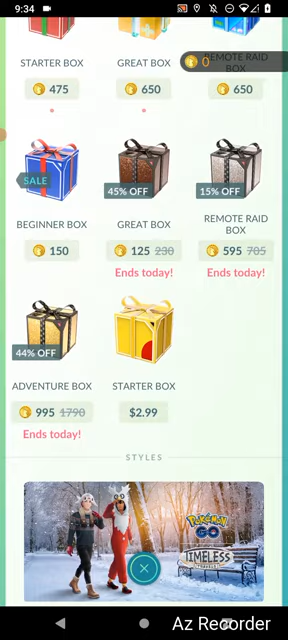 9:34
0
STARTER BOX
GREAT BOX
REMOTE RAID
BOX
475
650
650
SALE
45% OFF
15% OFF
BEGINNER BOX
GREAT BOX
REMOTE RAID
BOX
150
125 230
595 705
Ends today!
Ends today!
44% OFF
ADVENTURE BOX
STARTER BOX
995 1790
$2.99
Ends today!
STYLES
POKÉMON
GO
TIMELESS
Az Recorder